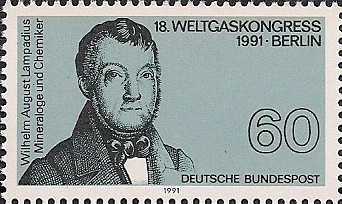 Wilhelm August Lampadius
Mineraloge und Chemiker
18. WELTGASKONGRESS
1991 · BERLIN
60
DEUTSCHE BUNDESPOST
1991